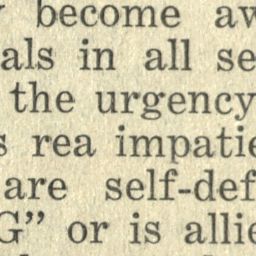 become aw
als in all se
the urgency
s rea impatie
are self-def
G” or is allie